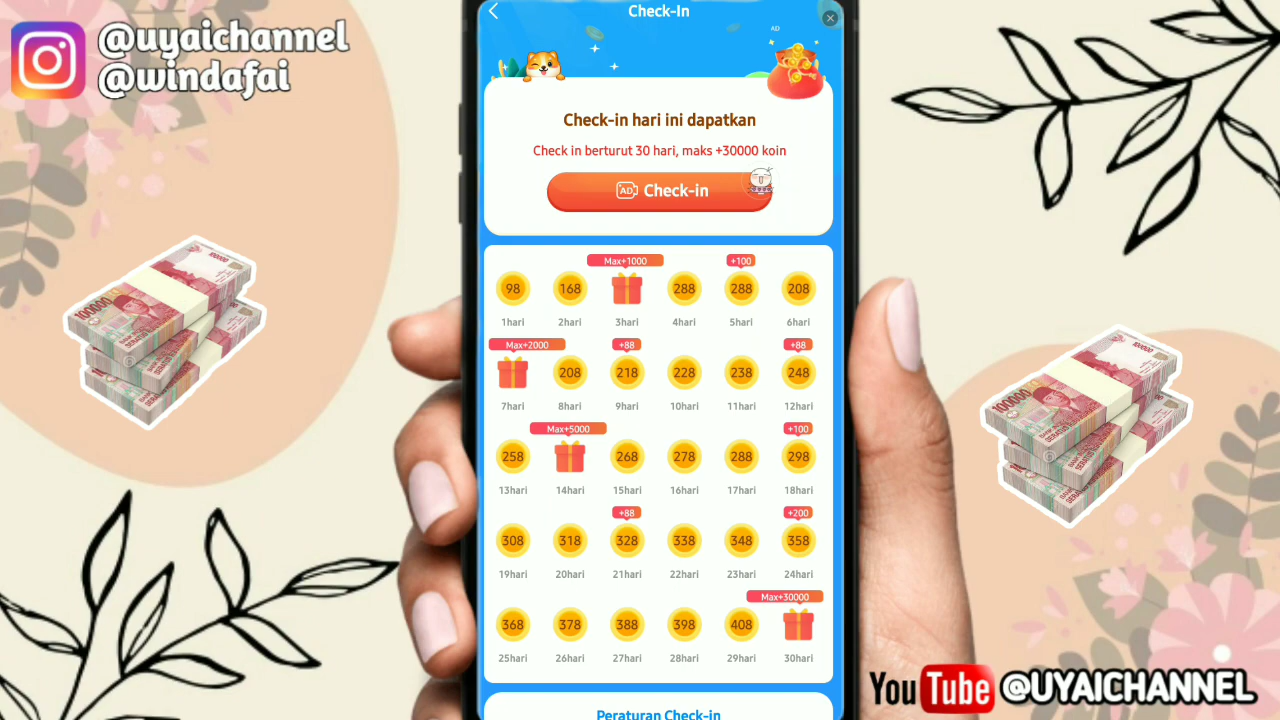 @uyaichannel
@windafai
Check-In
AD
Check-in hari ini dapatkan
Check in berturut 30 hari, maks +30000 koin
AD Check-in
Max+1000
+100
98
168
288
288
208
1hari
2hari
3hari
4hari
5hari
6hari
Max+2000
+88
+88
208
218
228
238
248
7hari
8hari
9hari
10hari
11hari
12hari
Max+5000
+100
258
268
278
288
298
13hari
14hari
15hari
16hari
17hari
18hari
+88
+200
308
318
328
338
348
358
19hari
20hari
21hari
22hari
23hari
24hari
Max+30000
368
378
388
398
408
25hari
26hari
27hari
28hari
29hari
30hari
Peraturan Check-in
100000
100000
100000
100000
YouTube @UYAICHANNEL